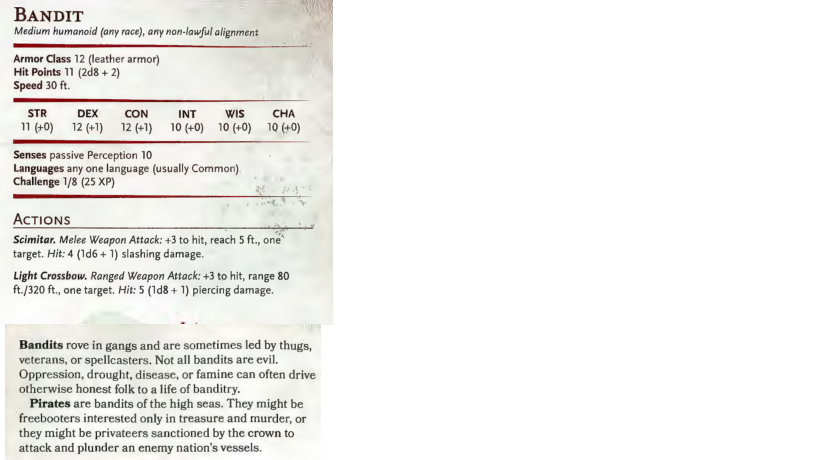 BANDIT
Medium humanoid (any race), any non-lawful alignment
Armor Class 12 (leather armor)
Hit Points 11 (2d8 + 2)
Speed 30 ft.
STR DEX CON INT WIS CHA
11 (+0) 12 (+1) 12 (+1) 10 (+0) 10 (+0) 10 (+0)
Senses passive Perception 10
Languages any one language (usually Common)
Challenge 1/8 (25 XP)
ACTIONS
Scimitar. Melee Weapon Attack: +3 to hit, reach 5 ft., one
target. Hit: 4 (1d6 + 1) slashing damage.
Light Crossbow. Ranged Weapon Attack: +3 to hit, range 80
ft./320 ft., one target. Hit: 5 (1d8 + 1) piercing damage.
Bandits rove in gangs and are sometimes led by thugs,
veterans, or spellcasters. Not all bandits are evil.
Oppression, drought, disease, or famine can often drive
otherwise honest folk to a life of banditry.
Pirates are bandits of the high seas. They might be
freebooters interested only in treasure and murder, or
they might be privateers sanctioned by the crown to
attack and plunder an enemy nation's vessels.